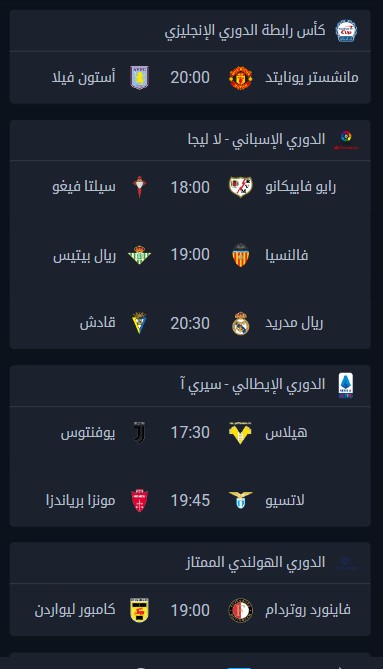 كأس رابطة الدوري الإنجليزي
مانشستر يونايتد 20:00 أستون فيلا
الدوري الإسباني - لا ليجا
رايو فاييكانو 18:00 سيلتا فيغو
فالنسيا 19:00 ريال بيتيس
ريال مدريد 20:30 قادش
الدوري الإيطالي - سيري آ
هيلاس 17:30 يوفنتوس
لاتسيو 19:45 مونزا برياندزا
الدوري الهولندي الممتاز
فاينورد روتردام 19:00 كامبور ليواردن